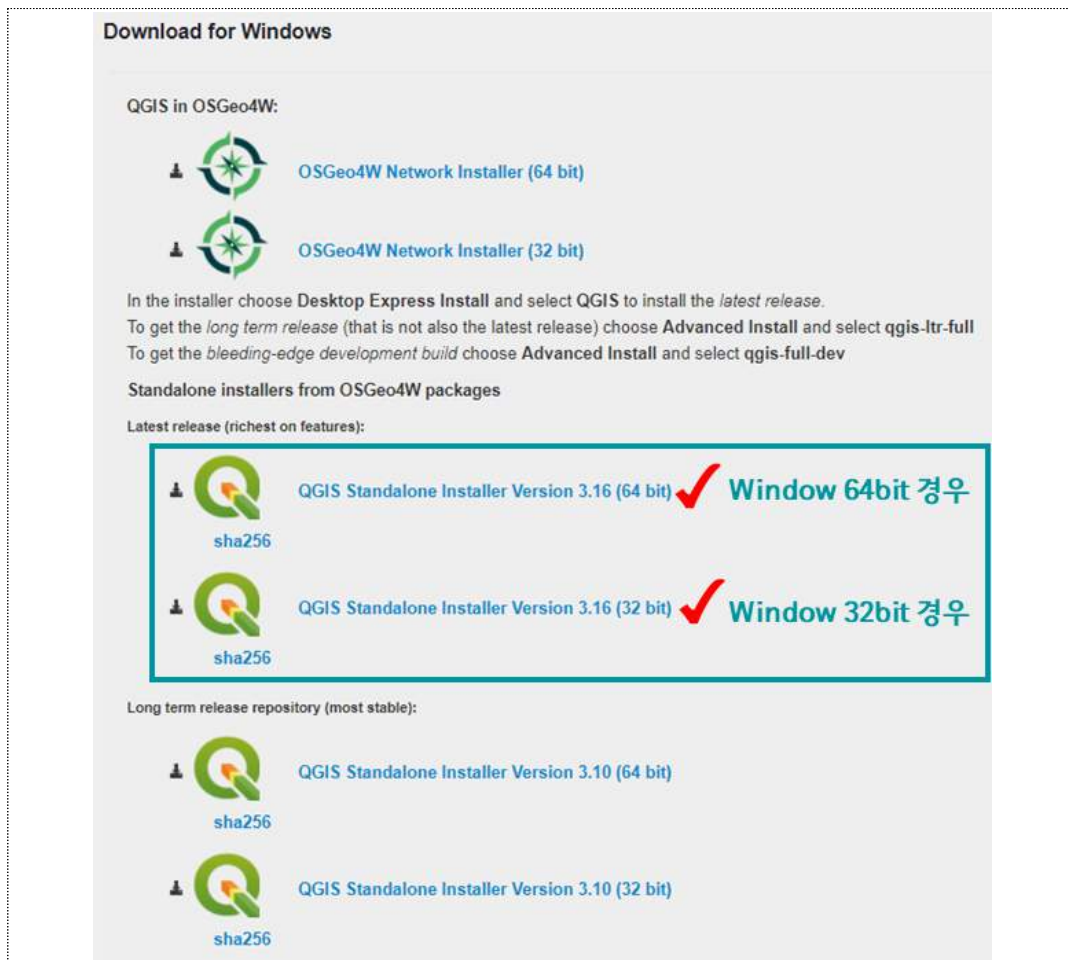 Download for Windows
QGIS in OSGeo4W:
OSGeo4W Network Installer (64 bit)
OSGeo4W Network Installer (32 bit)
In the installer choose Desktop Express Install and select QGIS to install the latest release.
To get the long term release (that is not also the latest release) choose Advanced Install and select qgis-ltr-full
To get the bleeding-edge development build choose Advanced Install and select qgis-full-dev
Standalone installers from OSGeo4W packages
Latest release (richest on features):
QGIS Standalone Installer Version 3.16 (64 bit) Window 64bit 경우
sha256
QGIS Standalone Installer Version 3.16 (32 bit) Window 32bit 경우
sha256
Long term release repository (most stable):
QGIS Standalone Installer Version 3.10 (64 bit)
sha256
QGIS Standalone Installer Version 3.10 (32 bit)
sha256